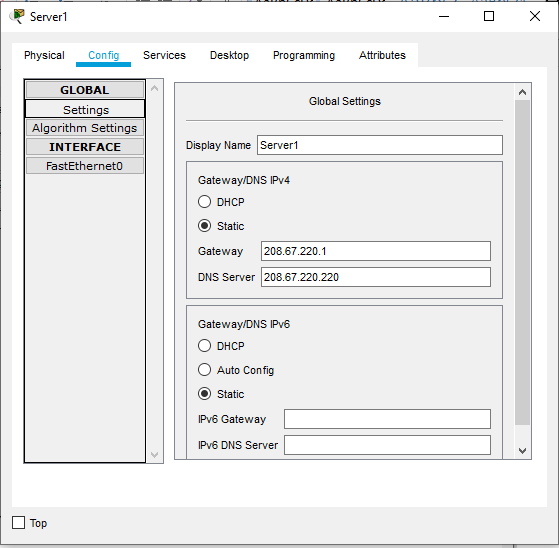 Server1
Physical Config Services Desktop Programming Attributes
GLOBAL
Settings
Algorithm Settings
INTERFACE
FastEthernet0
Global Settings
Display Name Server1
Gateway/DNS IPv4
DHCP
Static
Gateway 208.67.220.1
DNS Server 208.67.220.220
Gateway/DNS IPv6
DHCP
Auto Config
Static
IPv6 Gateway
IPv6 DNS Server
Top